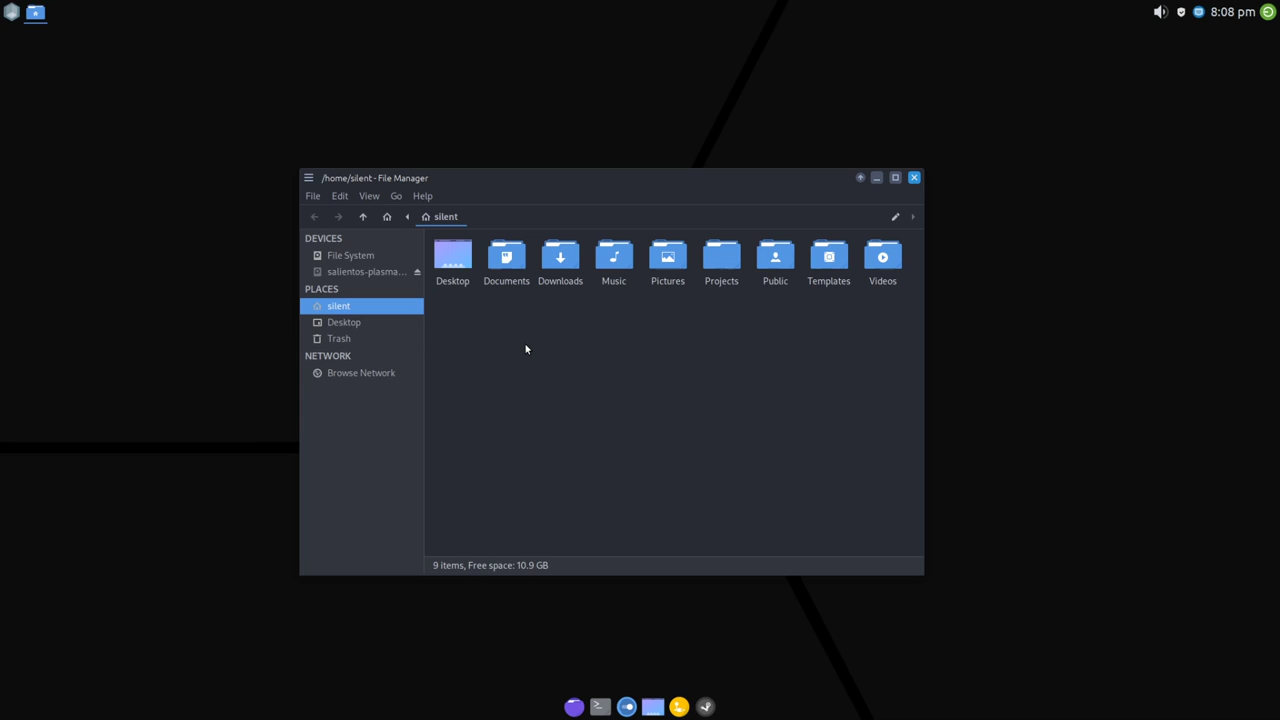 8:08 pm
/home/silent - File Manager
File Edit View Go Help
silent
DEVICES
File System
salientos-plasma...
PLACES
silent
Desktop
Trash
NETWORK
Browse Network
Desktop Documents Downloads Music Pictures Projects Public Templates Videos
9 items, Free space: 10.9 GB